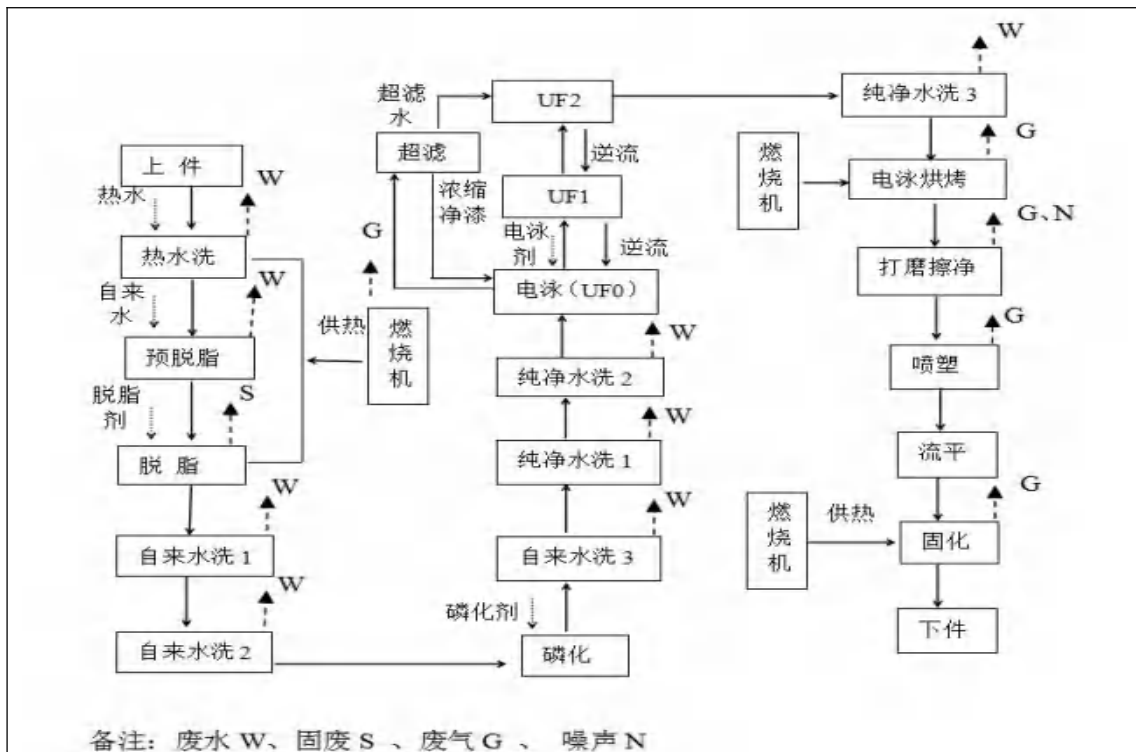 上 件
热水
W
热水洗
自来
水
W
预脱脂
脱脂
剂
S
脱 脂
W
自来水洗 1
W
自来水洗 2
供热
G
燃
烧
机
超滤
水
超滤
浓缩
净漆
UF2
逆流
UF1
电泳
剂
逆流
电泳（UF0）
W
纯净水洗 2
W
纯净水洗 1
W
自来水洗 3
磷化剂
磷化
W
纯净水洗 3
G
燃
烧
机
电泳烘烤
G、N
打磨擦净
G
喷塑
流平
G
燃
烧
机
供热
固化
下件
备注：废水 W、固废 S 、废气 G 、 噪声 N